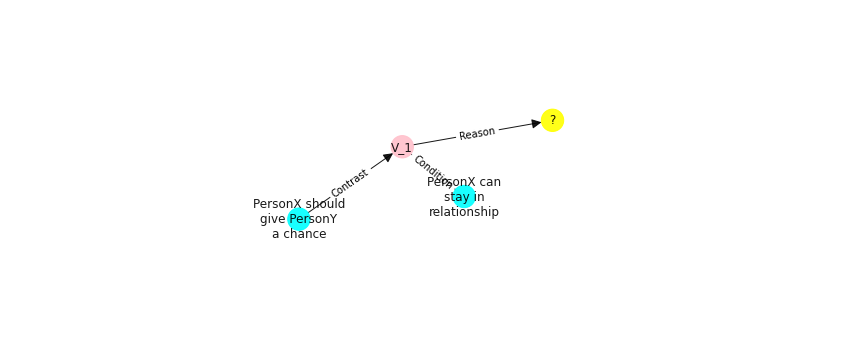 ?
Reason
V_1
Condition
Contrast
PersonX can
stay in
relationship
PersonX should
give PersonY
a chance